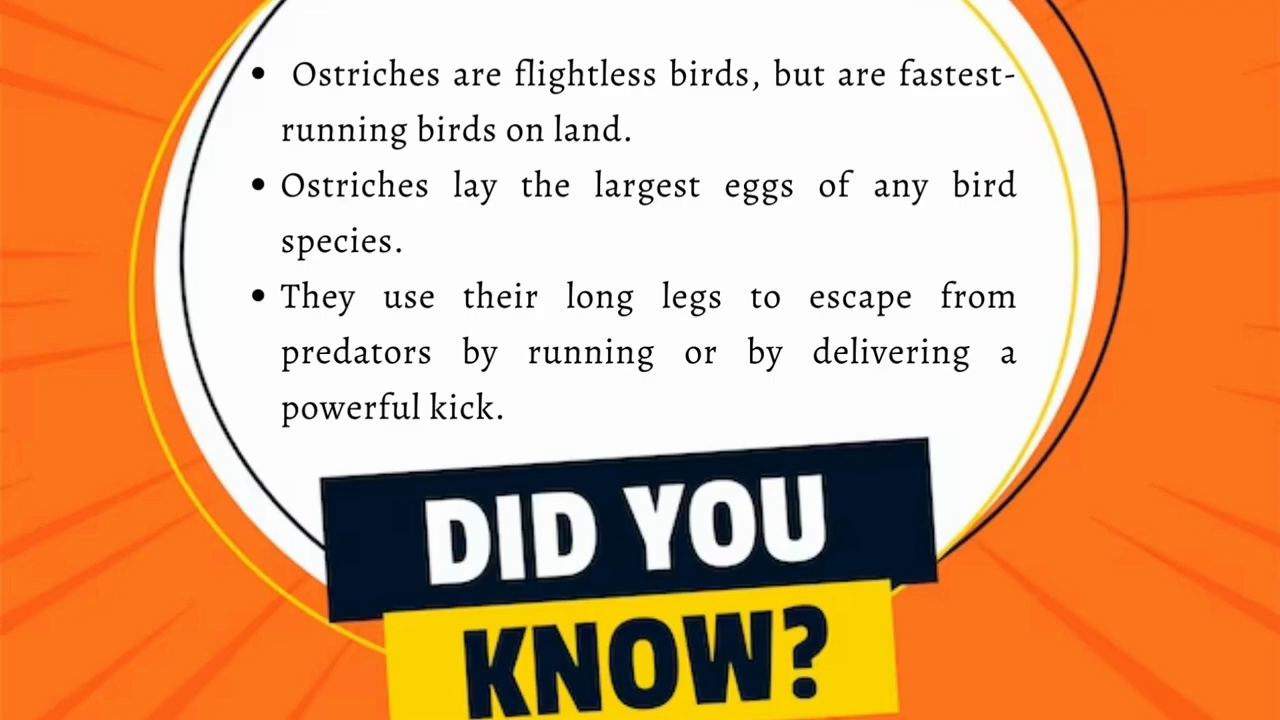 • Ostriches are flightless birds, but are fastest-
running birds on land.
• Ostriches lay the largest eggs of any bird
species.
• They use their long legs to escape from
predators by running or by delivering a
powerful kick.
DID YOU
KNOW?